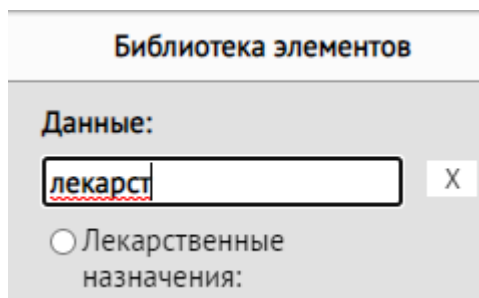 Библиотека элементов
Данные:
лекарст
X
Лекарственные
назначения: